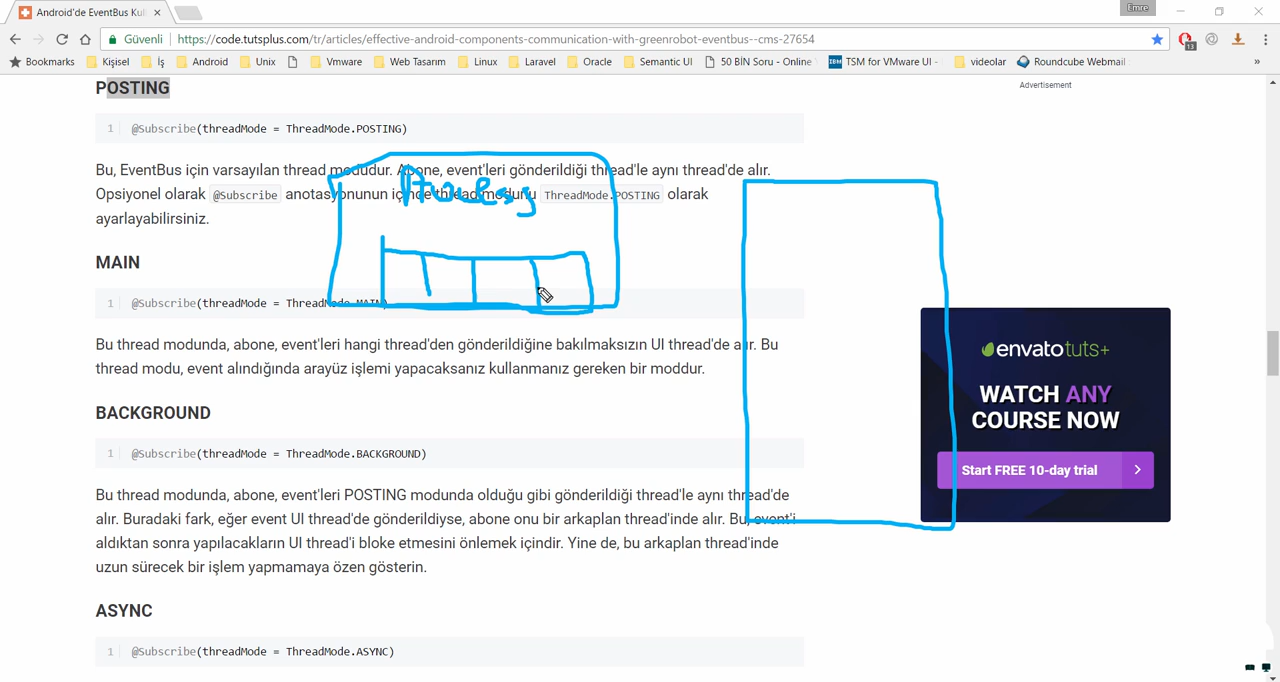 Android'de EventBus Kul
Emre
Güvenli
https://code.tutsplus.com/tr/articles/effective-android-components-communication-with-greenrobot-eventbus--cms-27654
13
Bookmarks Kişisel İş Android Unix Vmware Web Tasarım Linux Laravel Oracle Semantic UI 50 BİN Soru - Online TSM for VMware UI - videolar Roundcube Webmail »
POSTING
Advertisement
1 @Subscribe(threadMode = ThreadMode.POSTING)
Bu, EventBus için varsayılan thread modudur. Abone, event'leri gönderildiği thread'le aynı thread'de alır.
Opsiyonel olarak @Subscribe anotasyonunun içinde thread modunu ThreadMode.POSTING olarak
ayarlayabilirsiniz.
Process
MAIN
1 @Subscribe(threadMode = ThreadMode.MAIN)
Bu thread modunda, abone, event'leri hangi thread'den gönderildiğine bakılmaksızın UI thread'de alır. Bu
thread modu, event alındığında arayüz işlemi yapacaksanız kullanmanız gereken bir moddur.
envatotuts+
WATCH ANY
COURSE NOW
Start FREE 10-day trial
BACKGROUND
1 @Subscribe(threadMode = ThreadMode.BACKGROUND)
Bu thread modunda, abone, event'leri POSTING modunda olduğu gibi gönderildiği thread'le aynı thread'de
alır. Buradaki fark, eğer event UI thread'de gönderildiyse, abone onu bir arkaplan thread'inde alır. Bu, event'i
aldıktan sonra yapılacakların UI thread'i bloke etmesini önlemek içindir. Yine de, bu arkaplan thread'inde
uzun sürecek bir işlem yapmamaya özen gösterin.
ASYNC
1 @Subscribe(threadMode = ThreadMode.ASYNC)